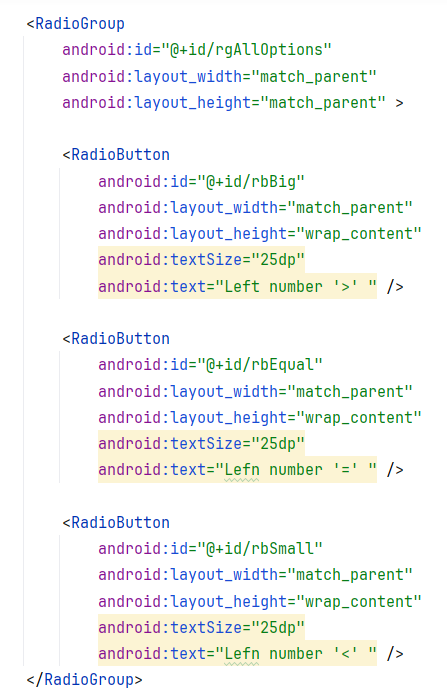 <RadioGroup
android:id="@+id/rgAllOptions"
android:layout_width="match_parent"
android:layout_height="match_parent" >
<RadioButton
android:id="@+id/rbBig"
android:layout_width="match_parent"
android:layout_height="wrap_content"
android:textSize="25dp"
android:text="Left number '>' " />
<RadioButton
android:id="@+id/rbEqual"
android:layout_width="match_parent"
android:layout_height="wrap_content"
android:textSize="25dp"
android:text="Lefn number '=' " />
<RadioButton
android:id="@+id/rbSmall"
android:layout_width="match_parent"
android:layout_height="wrap_content"
android:textSize="25dp"
android:text="Lefn number '<' " />
</RadioGroup>